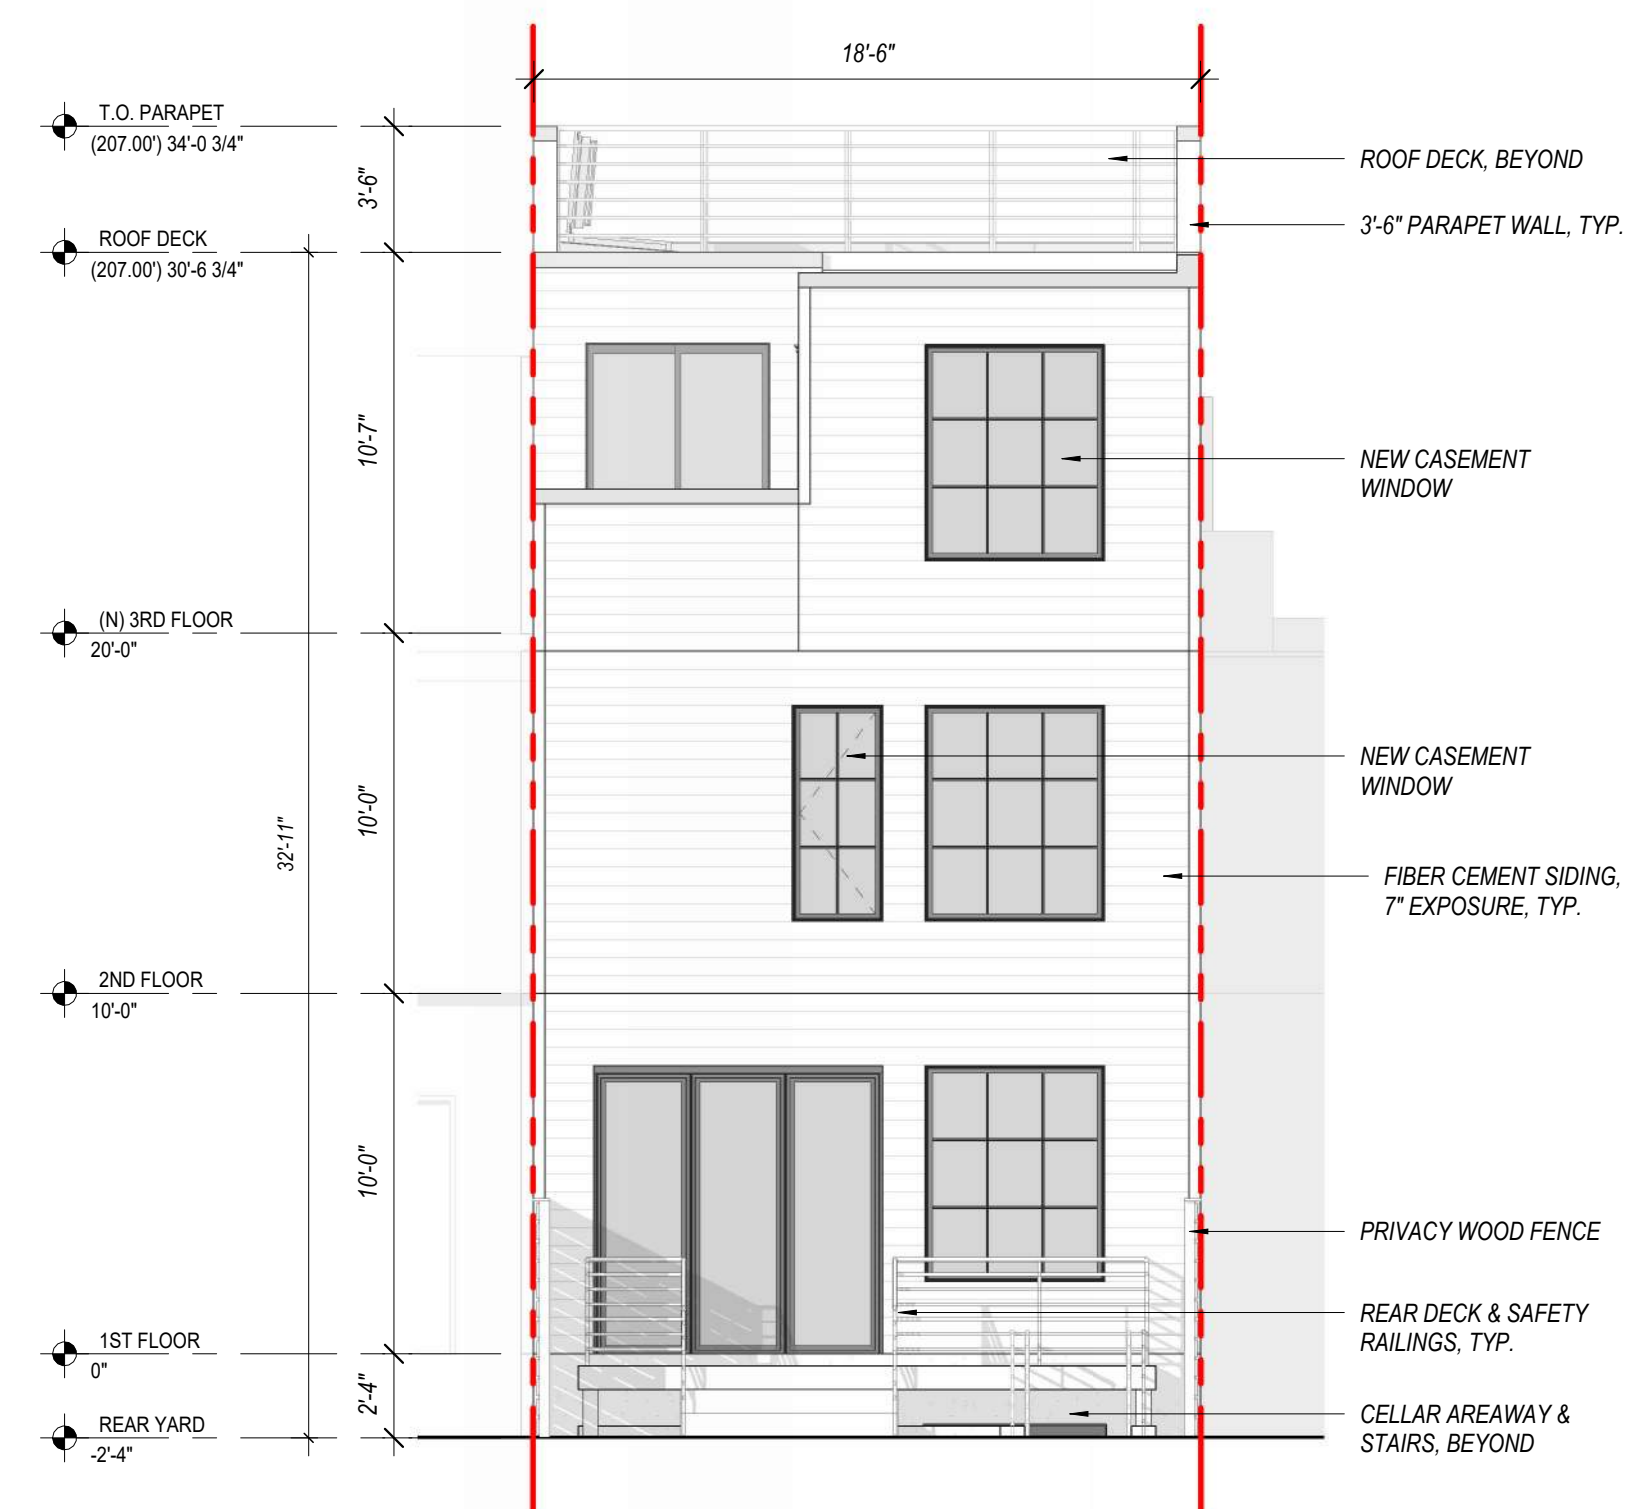 18'-6"
T.O. PARAPET
(207.00') 34'-0 3/4"
3'-6"
ROOF DECK, BEYOND
3'-6" PARAPET WALL, TYP.
ROOF DECK
(207.00') 30'-6 3/4"
10'-7"
NEW CASEMENT
WINDOW
(N) 3RD FLOOR
20'-0"
NEW CASEMENT
WINDOW
10'-0"
32'-11"
FIBER CEMENT SIDING,
7" EXPOSURE, TYP.
2ND FLOOR
10'-0"
10'-0"
PRIVACY WOOD FENCE
REAR DECK & SAFETY
RAILINGS, TYP.
1ST FLOOR
0"
2'-4"
CELLAR AREAWAY &
STAIRS, BEYOND
REAR YARD
-2'-4"